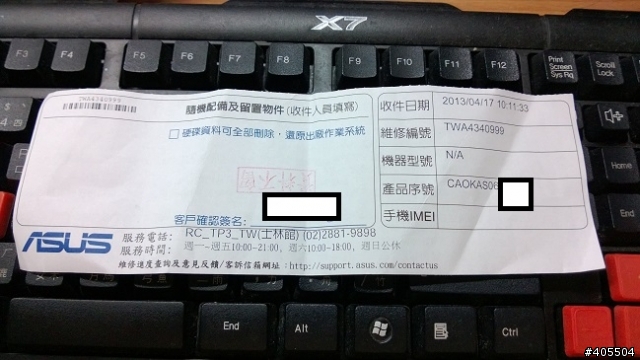 X7
F3
F4
F5
F6
F7
F8
F9
F10
F11
F12
Print Screen
Sys Rq
Scroll Lock
TWA4340999
隨機配備及留置物件(收件人員填寫)
□ 硬碟資料可全部刪除、還原出廠作業系統
客戶確認簽名:
收件日期 2013/04/17 10:11:33
維修編號 TWA4340999
機器型號 N/A
產品序號 CAOKAS06
手機IMEI
ASUS
服務電話: RC_TP3_TW(士林館) (02)2881-9898
服務時間: 週一~週五10:00~21:00, 週六10:00~18:00, 週日公休
維修進度查詢及意見反饋/客訴信箱網址:http://support.asus.com/contactus
Home
End
End
Alt
Ctrl
#405504